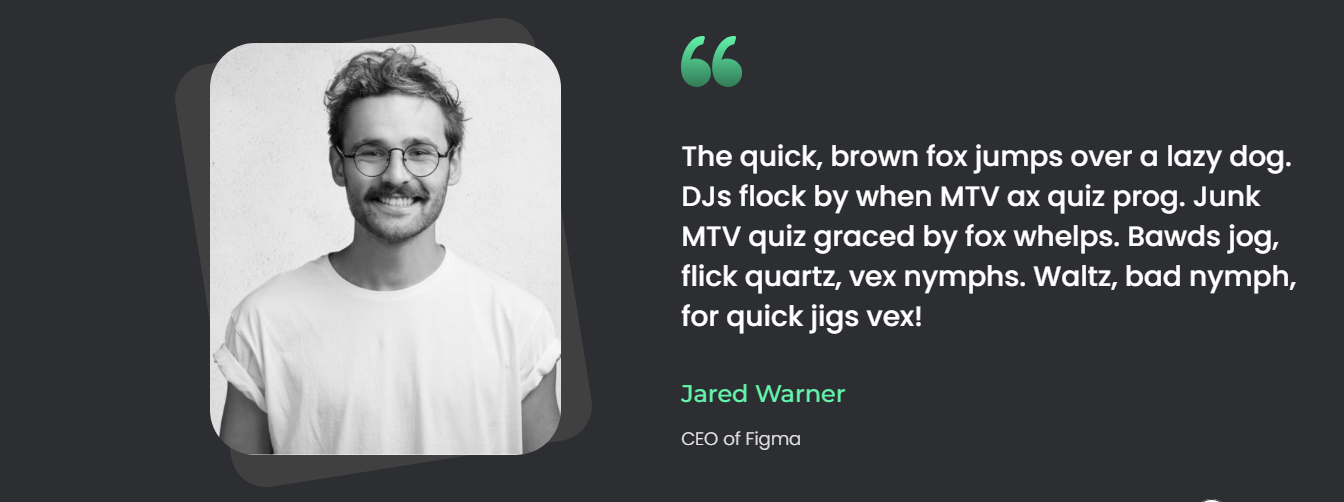 The quick, brown fox jumps over a lazy dog.
DJs flock by when MTV ax quiz prog. Junk
MTV quiz graced by fox whelps. Bawds jog,
flick quartz, vex nymphs. Waltz, bad nymph,
for quick jigs vex!
Jared Warner
CEO of Figma